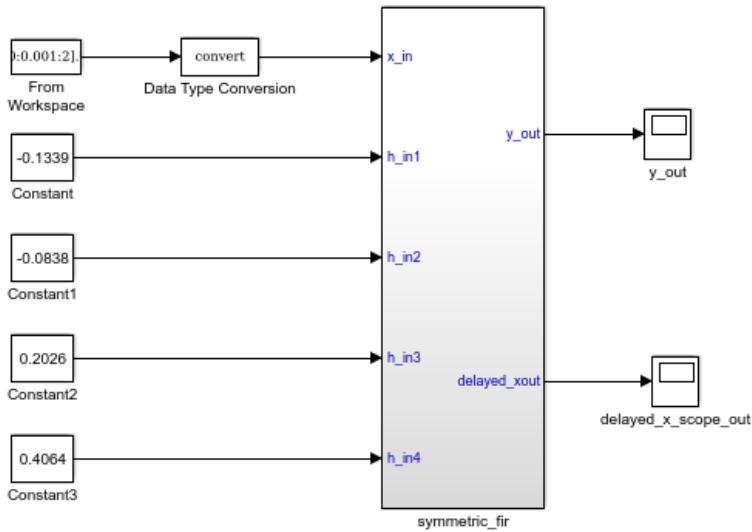 ):0.001:2].
From
Workspace
convert
Data Type Conversion
x_in
-0.1339
Constant
h_in1
y_out
y_out
-0.0838
Constant1
h_in2
0.2026
Constant2
h_in3
delayed_xout
delayed_x_scope_out
0.4064
Constant3
h_in4
symmetric_fir